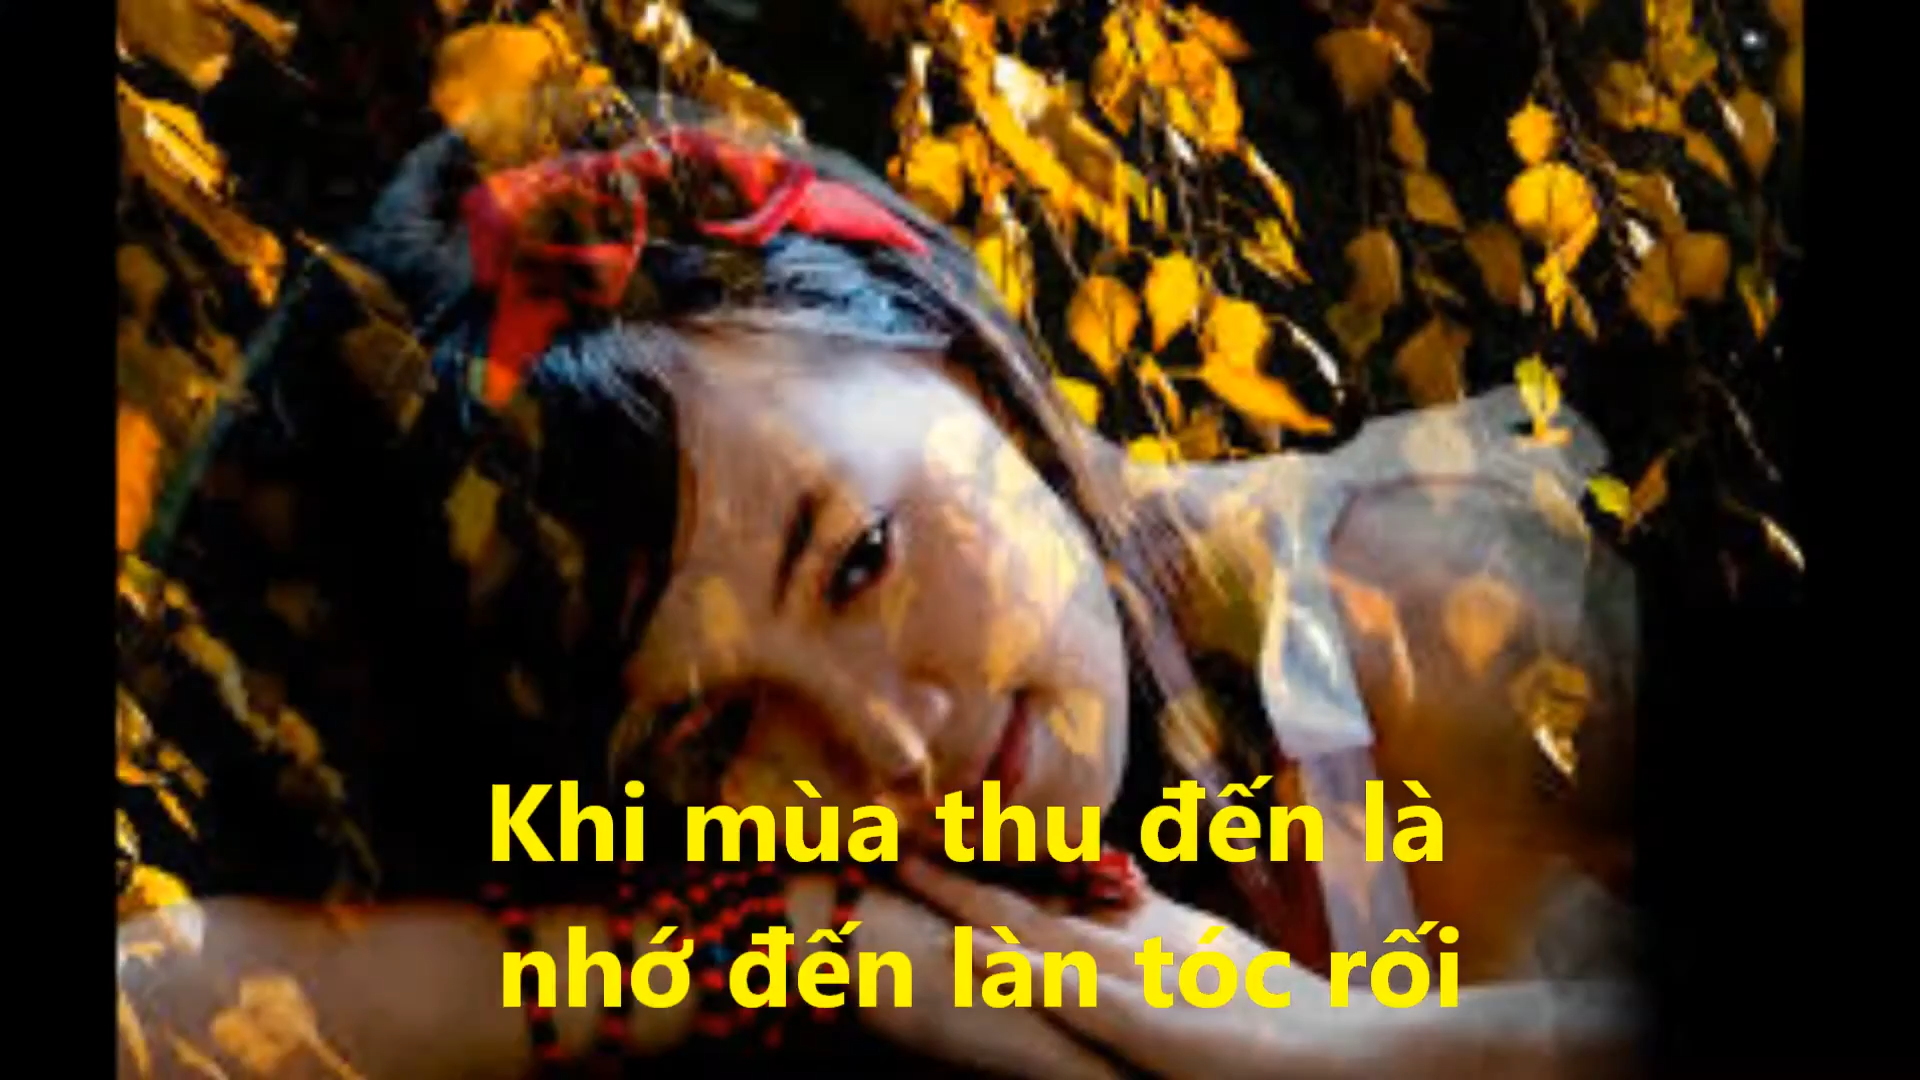 Khi mùa thu đến là
nhớ đến làn tóc rối